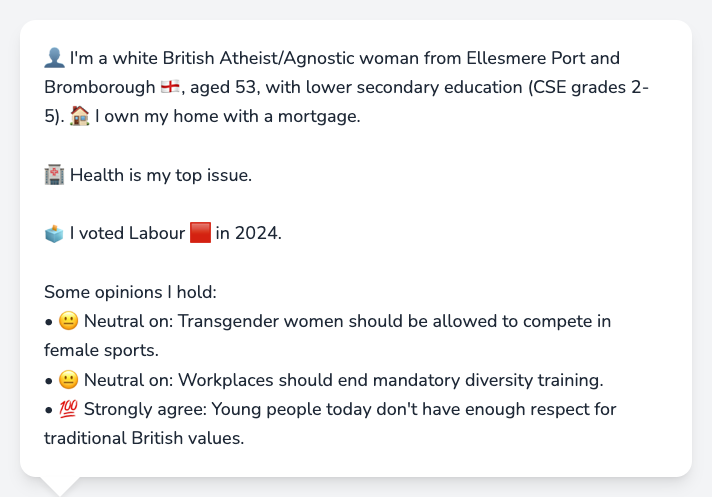 👤 I'm a white British Atheist/Agnostic woman from Ellesmere Port and
Bromborough 🏴󠁧󠁢󠁥󠁮󠁧󠁿, aged 53, with lower secondary education (CSE grades 2-
5). 🏠 I own my home with a mortgage.
🏥 Health is my top issue.
🗳️ I voted Labour 🟥 in 2024.
Some opinions I hold:
• 😐 Neutral on: Transgender women should be allowed to compete in
female sports.
• 😐 Neutral on: Workplaces should end mandatory diversity training.
• 💯 Strongly agree: Young people today don't have enough respect for
traditional British values.